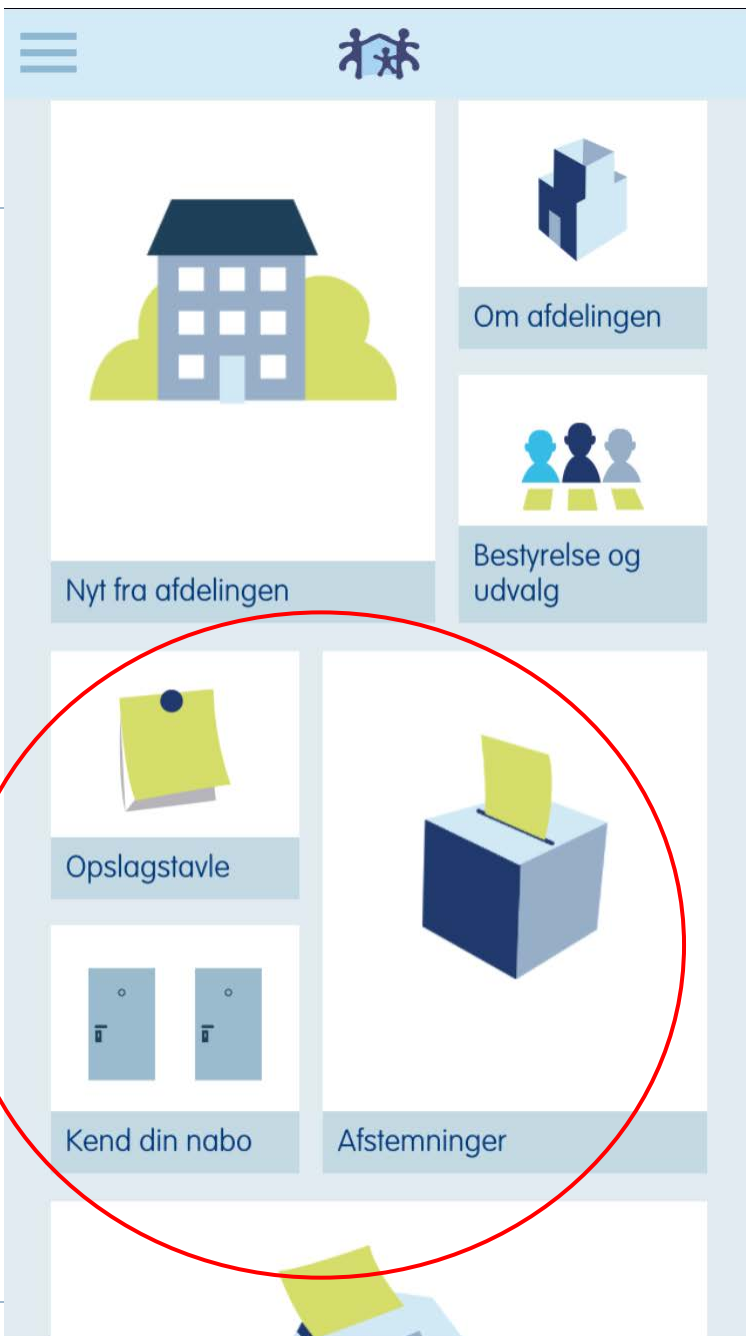 Om afdelingen
Nyt fra afdelingen
Bestyrelse og
udvalg
Opslagstavle
Kend din nabo
Afstemninger